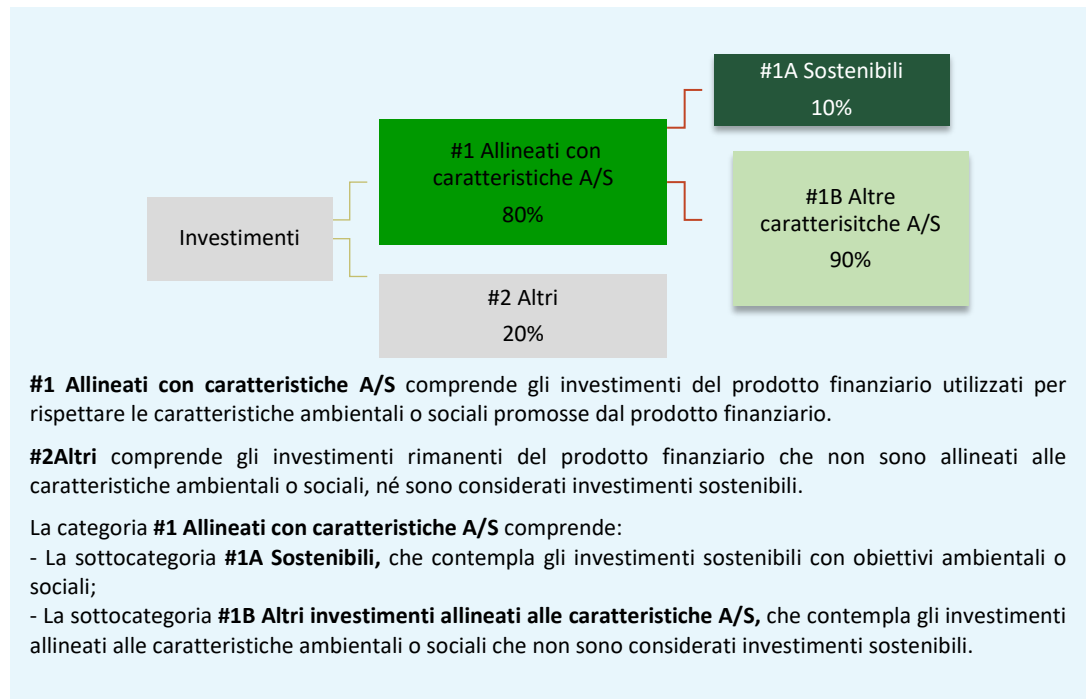 #1A Sostenibili
10%
#1 Allineati con
caratteristiche A/S
80%
#1B Altre
caratterisitche A/S
90%
Investimenti
#2 Altri
20%
#1 Allineati con caratteristiche A/S comprende gli investimenti del prodotto finanziario utilizzati per
rispettare le caratteristiche ambientali o sociali promosse dal prodotto finanziario.
#2Altri comprende gli investimenti rimanenti del prodotto finanziario che non sono allineati alle
caratteristiche ambientali o sociali, né sono considerati investimenti sostenibili.
La categoria #1 Allineati con caratteristiche A/S comprende:
- La sottocategoria #1A Sostenibili, che contempla gli investimenti sostenibili con obiettivi ambientali o
sociali;
- La sottocategoria #1B Altri investimenti allineati alle caratteristiche A/S, che contempla gli investimenti
allineati alle caratteristiche ambientali o sociali che non sono considerati investimenti sostenibili.